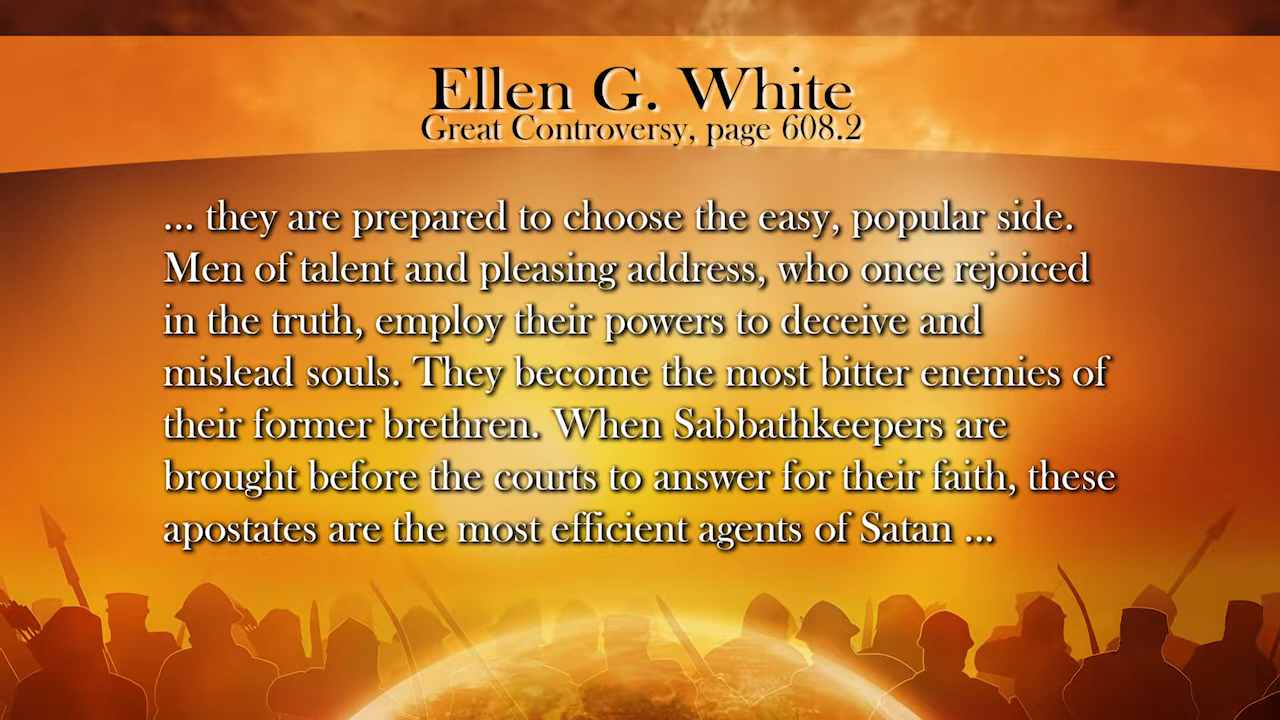 Ellen G. White
Great Controversy, page 608.2
... they are prepared to choose the easy, popular side.
Men of talent and pleasing address, who once rejoiced
in the truth, employ their powers to deceive and
mislead souls. They become the most bitter enemies of
their former brethren. When Sabbathkeepers are
brought before the courts to answer for their faith, these
apostates are the most efficient agents of Satan ...